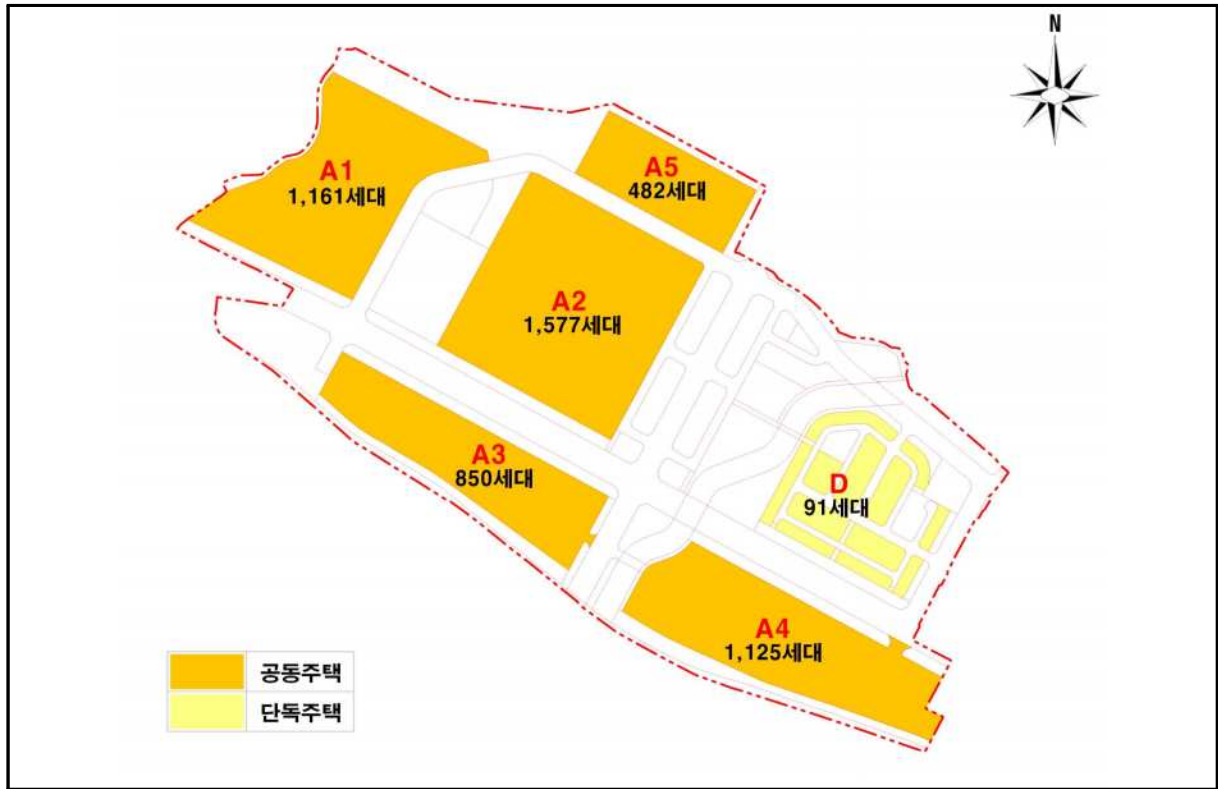 N
A1
1,161세대
A5
482세대
A2
1,577세대
A3
850세대
D
91세대
A4
1,125세대
공동주택
단독주택